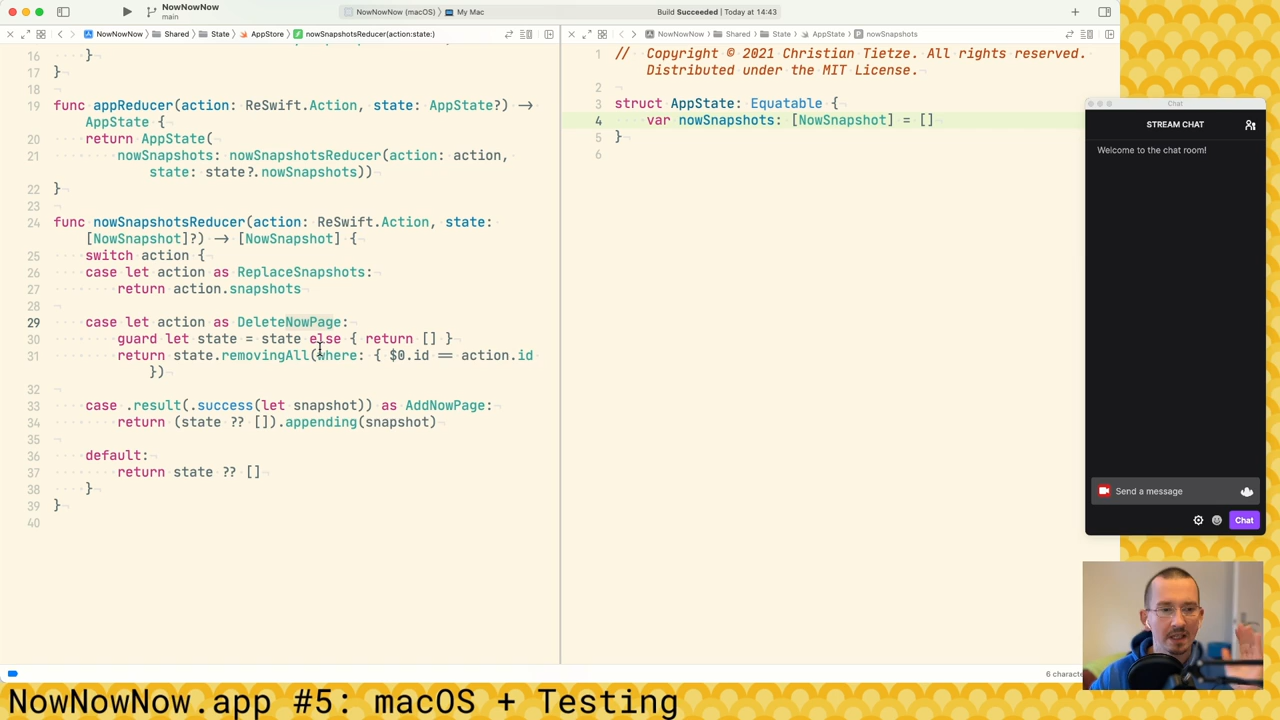 NowNowNow
main
NowNowNow (macOS) 〉 My Mac
Build Succeeded | Today at 14:43
NowNowNow 〉 Shared 〉 State 〉 AppStore 〉 nowSnapshotsReducer(action:state:)
16 }
17 }
18
19 func appReducer(action: ReSwift.Action, state: AppState?) ->
AppState {
20 return AppState(
21 nowSnapshots: nowSnapshotsReducer(action: action,
state: state?.nowSnapshots))
22 }
23
24 func nowSnapshotsReducer(action: ReSwift.Action, state:
[NowSnapshot]?) -> [NowSnapshot] {
25 switch action {
26 case let action as ReplaceSnapshots:
27 return action.snapshots
28
29 case let action as DeleteNowPage:
30 guard let state = state else { return [] }
31 return state.removingAll(where: { $0.id == action.id
})
32
33 case .result(.success(let snapshot)) as AddNowPage:
34 return (state ?? []).appending(snapshot)
35
36 default:
37 return state ?? []
38 }
39 }
40
NowNowNow 〉 Shared 〉 State 〉 AppState 〉 nowSnapshots
1 // Copyright © 2021 Christian Tietze. All rights reserved.
Distributed under the MIT License.
2
3 struct AppState: Equatable {
4 var nowSnapshots: [NowSnapshot] = []
5 }
6
6 charac
Chat
STREAM CHAT
Welcome to the chat room!
Send a message
Chat
NowNowNow.app #5: macOS + Testing